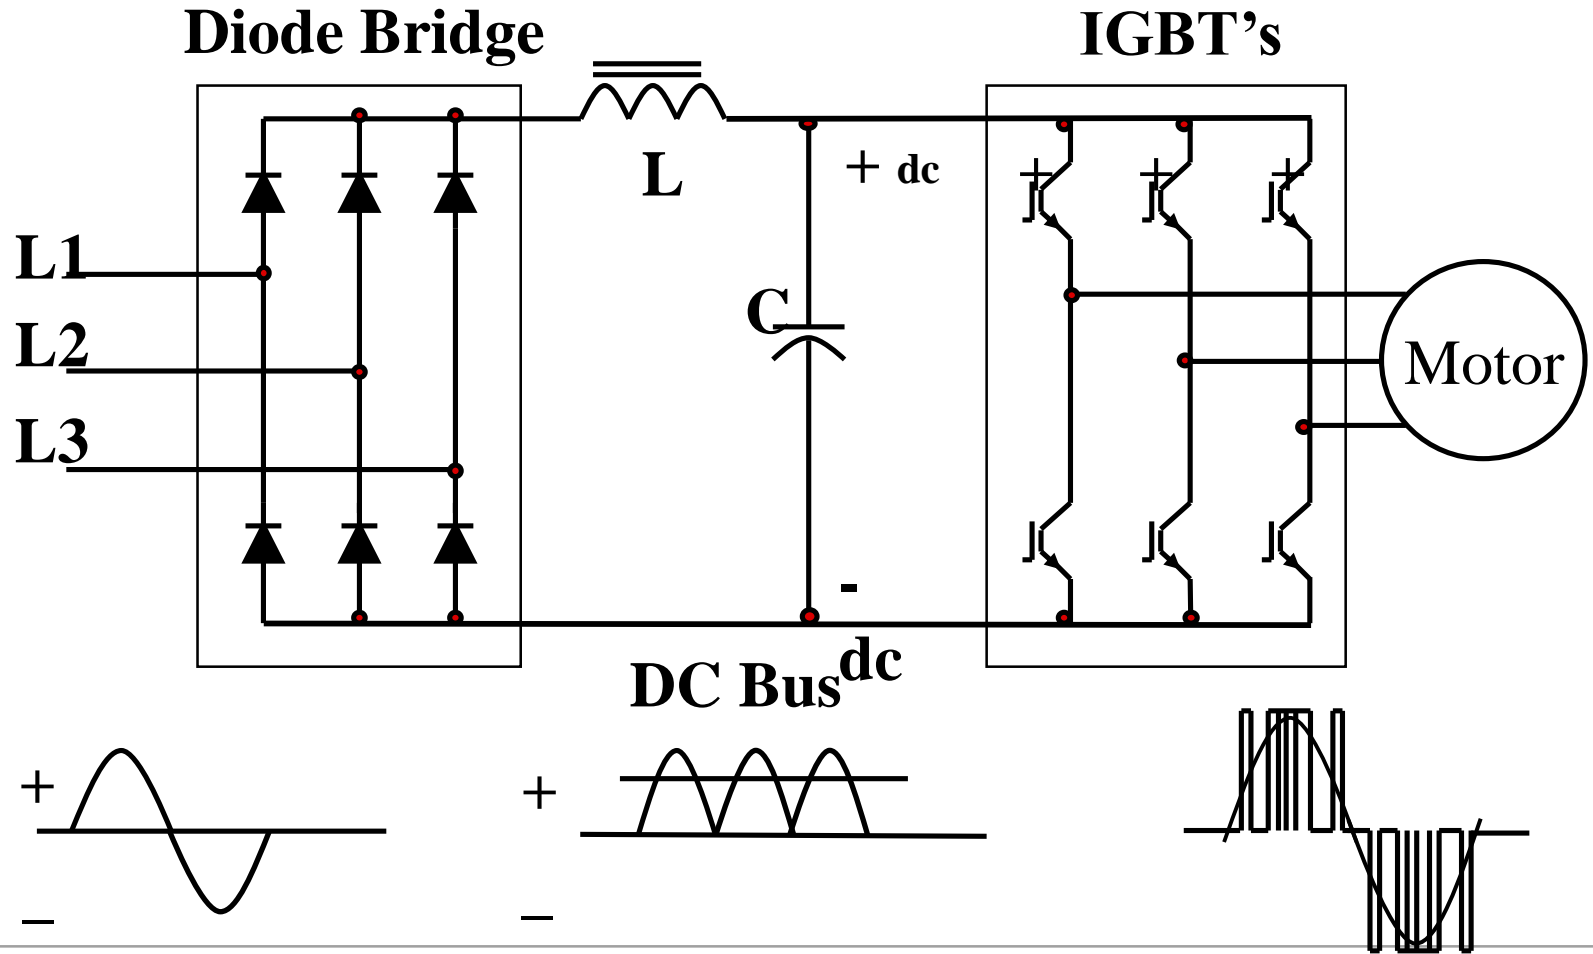 Diode Bridge
IGBT’s
L
+ dc
L1
C
L2
Motor
L3
-
dc
DC Bus
+
+
–
–